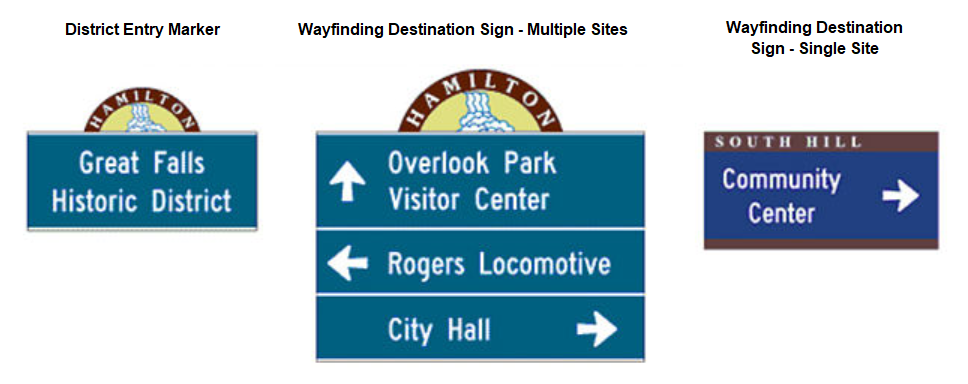 District Entry Marker
HAMILTON
Great Falls
Historic District
Wayfinding Destination Sign - Multiple Sites
HAMILTON
Overlook Park
Visitor Center
Rogers Locomotive
City Hall
Wayfinding Destination
Sign - Single Site
SOUTH HILL
Community
Center